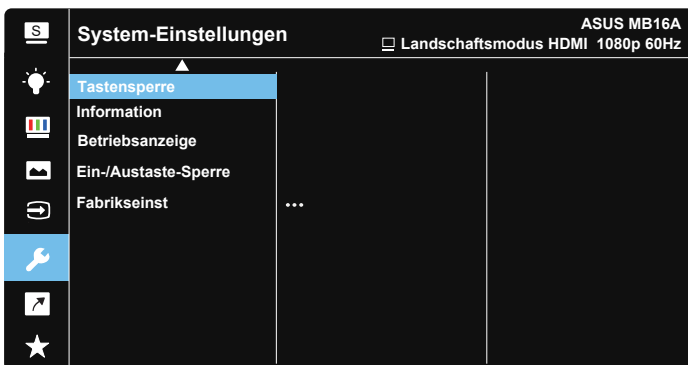 S
System-Einstellungen
ASUS MB16A
Landschaftsmodus HDMI 1080p 60Hz
Tastensperre
Information
Betriebsanzeige
Ein-/Austaste-Sperre
Fabrikseinst ...